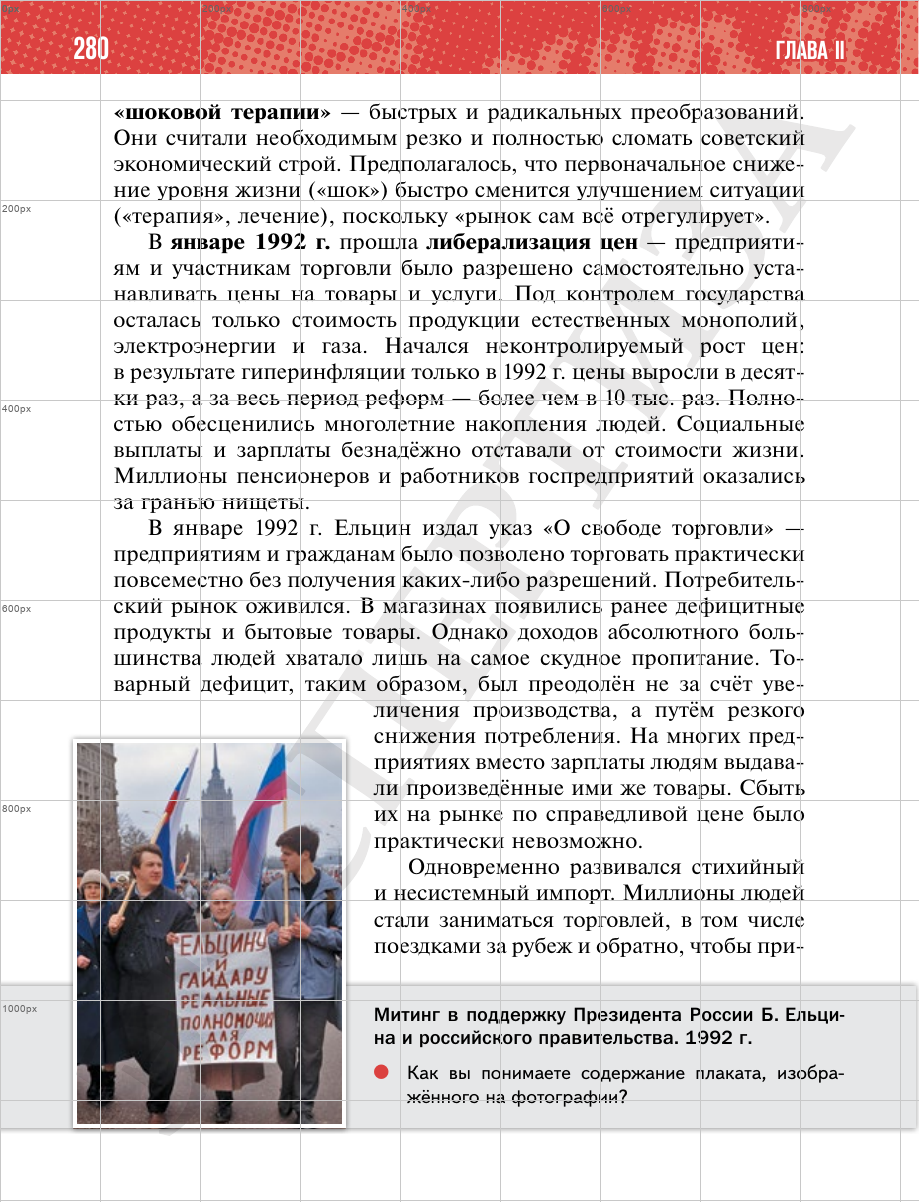 280
ГЛАВА II
«шоковой терапии» — быстрых и радикальных преобразований.
Они считали необходимым резко и полностью сломать советский
экономический строй. Предполагалось, что первоначальное сниже-
ние уровня жизни («шок») быстро сменится улучшением ситуации
(«терапия», лечение), поскольку «рынок сам всё отрегулирует».
В январе 1992 г. прошла либерализация цен — предприяти-
ям и участникам торговли было разрешено самостоятельно уста-
навливать цены на товары и услуги. Под контролем государства
осталась только стоимость продукции естественных монополий,
электроэнергии и газа. Начался неконтролируемый рост цен:
в результате гиперинфляции только в 1992 г. цены выросли в десят-
ки раз, а за весь период реформ — более чем в 10 тыс. раз. Полно-
стью обесценились многолетние накопления людей. Социальные
выплаты и зарплаты безнадёжно отставали от стоимости жизни.
Миллионы пенсионеров и работников госпредприятий оказались
за гранью нищеты.
В январе 1992 г. Ельцин издал указ «О свободе торговли» —
предприятиям и гражданам было позволено торговать практически
повсеместно без получения каких-либо разрешений. Потребитель-
ский рынок оживился. В магазинах появились ранее дефицитные
продукты и бытовые товары. Однако доходов абсолютного боль-
шинства людей хватало лишь на самое скудное пропитание. То-
варный дефицит, таким образом, был преодолён не за счёт уве-
личения производства, а путём резкого
снижения потребления. На многих пред-
приятиях вместо зарплаты людям выдава-
ли произведённые ими же товары. Сбыть
их на рынке по справедливой цене было
практически невозможно.
Одновременно развивался стихийный
и несистемный импорт. Миллионы людей
стали заниматься торговлей, в том числе
поездками за рубеж и обратно, чтобы при-
ЕЛЬЦИНУ
И
ГАЙДАРУ
РЕАЛЬНЫЕ
ПОЛНОМОЧИЯ
ДЛЯ
РЕФОРМ
Митинг в поддержку Президента России Б. Ельци-
на и российского правительства. 1992 г.
Как вы понимаете содержание плаката, изобра-
жённого на фотографии?
200px
400px
600px
800px
1000px